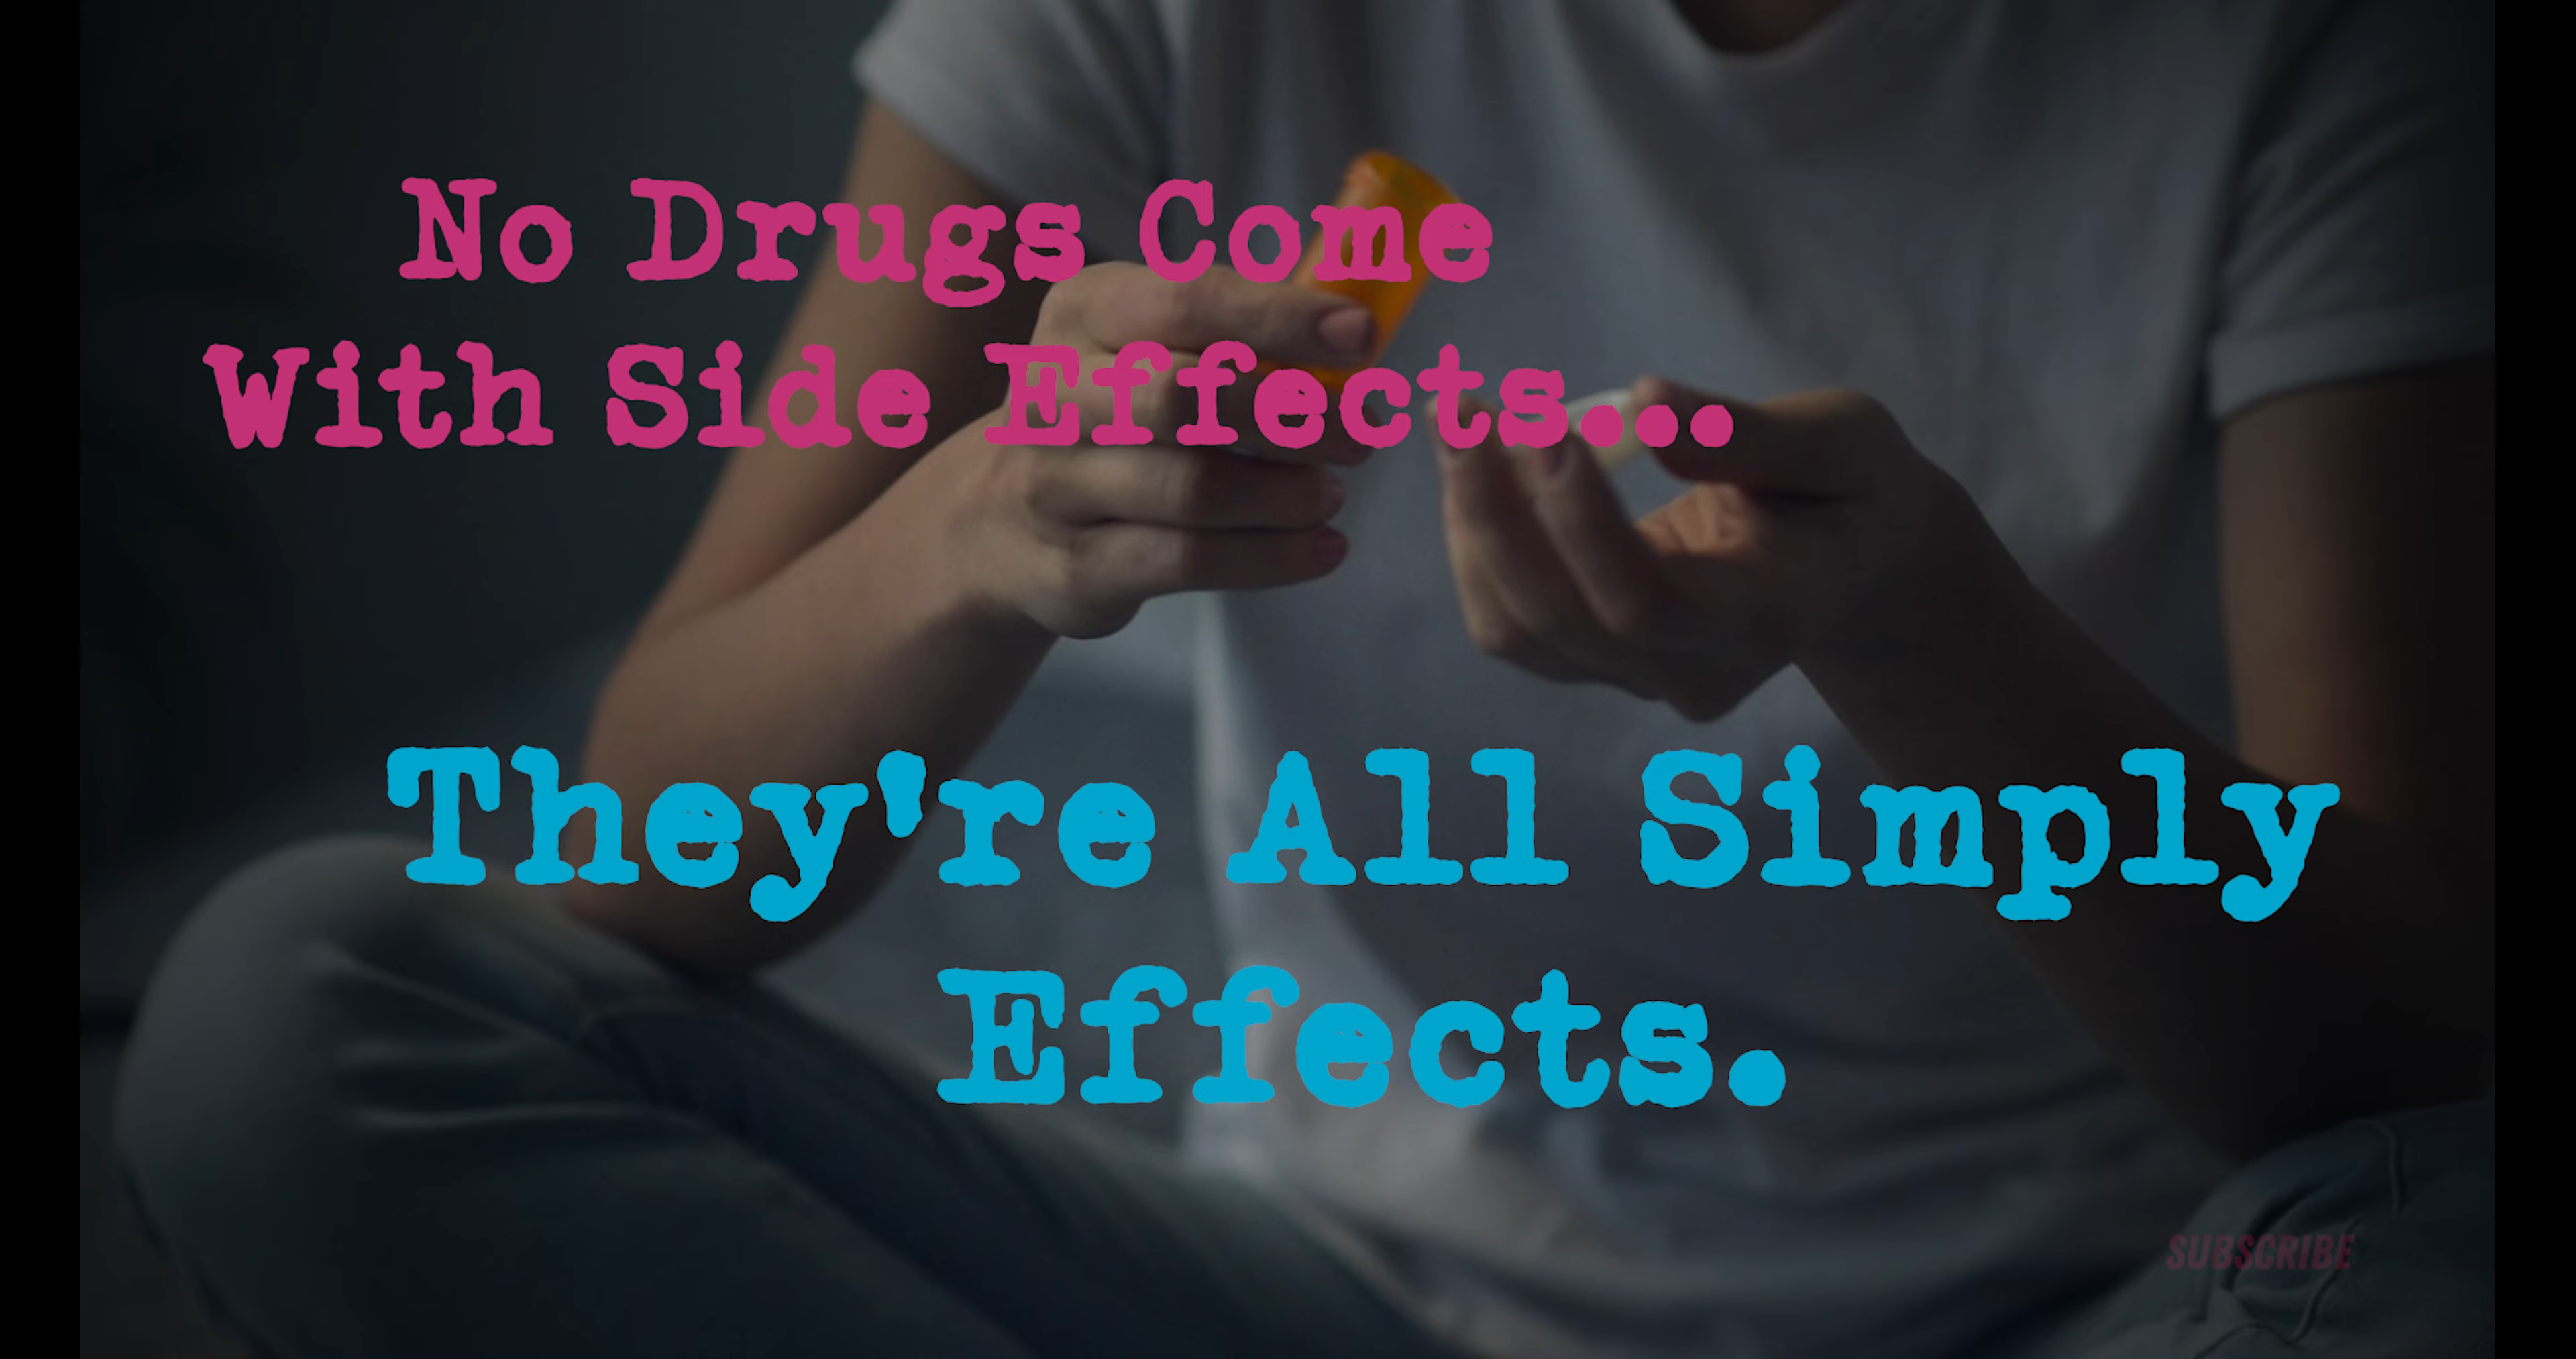 No Drugs Come
With Side Effects...
They're All Simply
Effects.
SUBSCRIBE